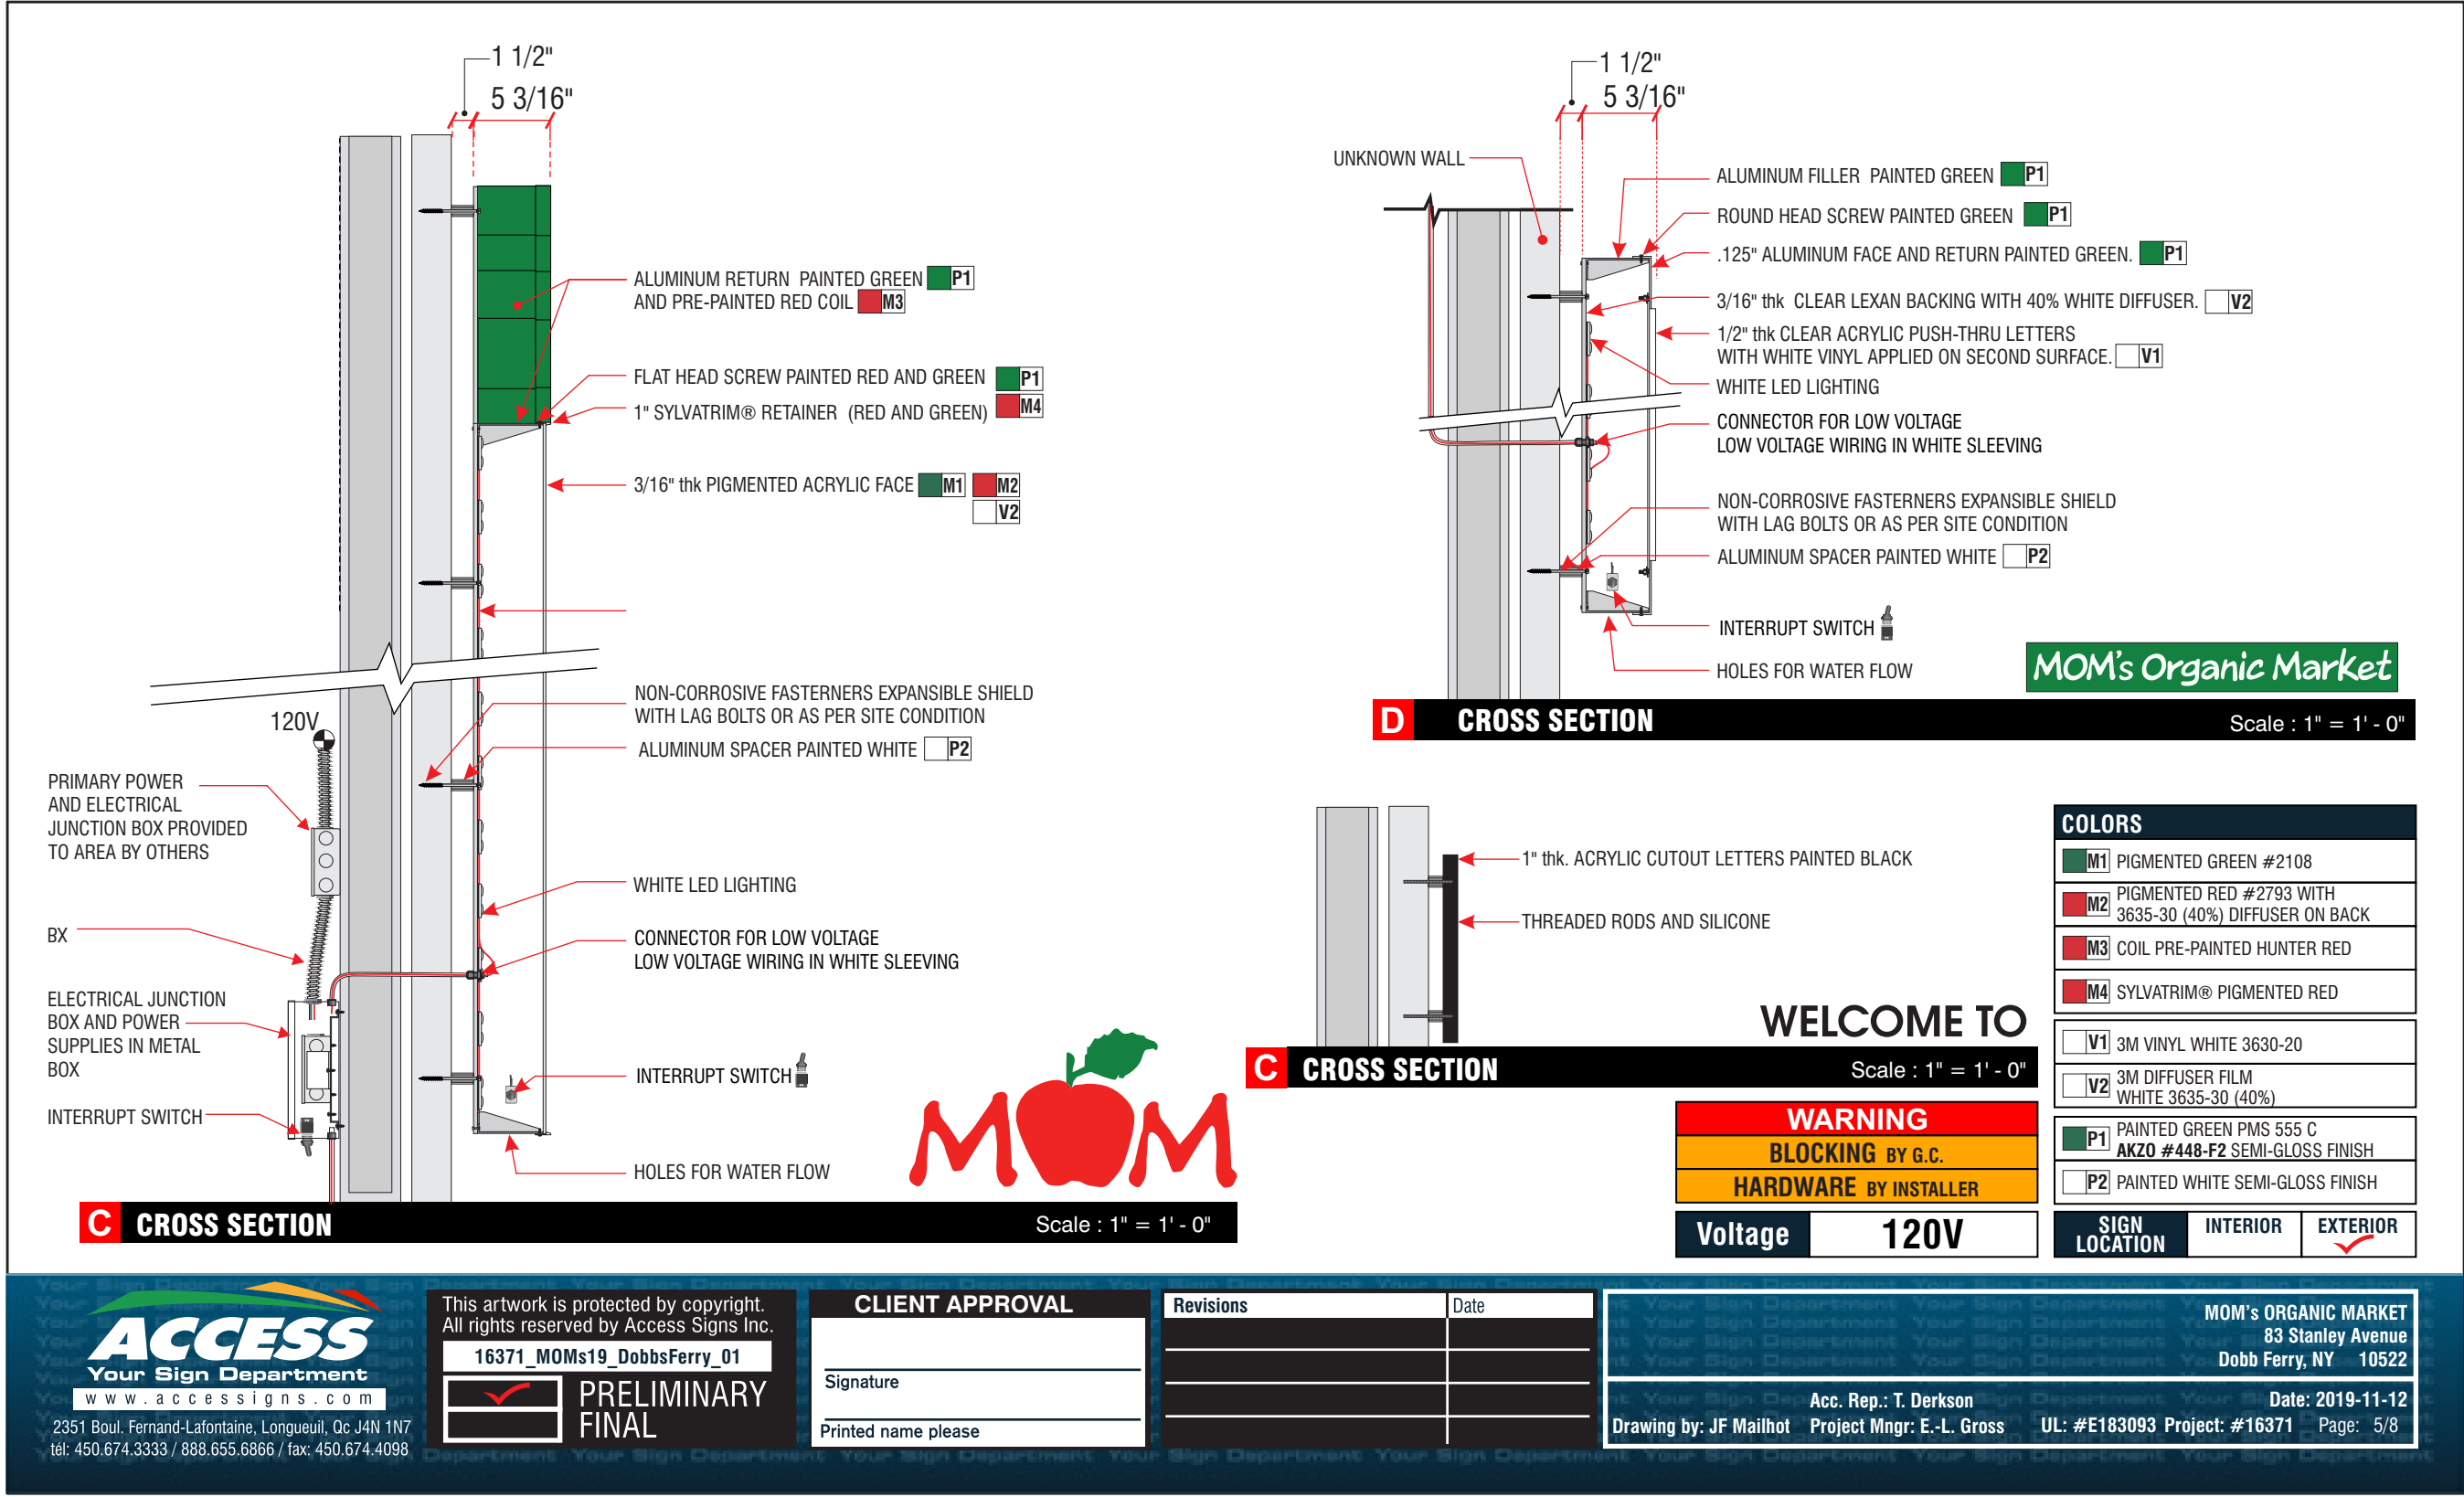 1 1/2"
5 3/16"
ALUMINUM RETURN PAINTED GREEN P1
AND PRE-PAINTED RED COIL M3
FLAT HEAD SCREW PAINTED RED AND GREEN P1
1" SYLVATRIM® RETAINER (RED AND GREEN) M4
3/16" thk PIGMENTED ACRYLIC FACE M1 M2
V2
NON-CORROSIVE FASTERNERS EXPANSIBLE SHIELD
WITH LAG BOLTS OR AS PER SITE CONDITION
ALUMINUM SPACER PAINTED WHITE P2
120V
PRIMARY POWER
AND ELECTRICAL
JUNCTION BOX PROVIDED
TO AREA BY OTHERS
WHITE LED LIGHTING
BX
CONNECTOR FOR LOW VOLTAGE
LOW VOLTAGE WIRING IN WHITE SLEEVING
ELECTRICAL JUNCTION
BOX AND POWER
SUPPLIES IN METAL
BOX
INTERRUPT SWITCH
INTERRUPT SWITCH
HOLES FOR WATER FLOW
MOM
C CROSS SECTION Scale : 1" = 1' - 0"
1 1/2"
5 3/16"
UNKNOWN WALL
ALUMINUM FILLER PAINTED GREEN P1
ROUND HEAD SCREW PAINTED GREEN P1
.125" ALUMINUM FACE AND RETURN PAINTED GREEN. P1
3/16" thk CLEAR LEXAN BACKING WITH 40% WHITE DIFFUSER. V2
1/2" thk CLEAR ACRYLIC PUSH-THRU LETTERS
WITH WHITE VINYL APPLIED ON SECOND SURFACE. V1
WHITE LED LIGHTING
CONNECTOR FOR LOW VOLTAGE
LOW VOLTAGE WIRING IN WHITE SLEEVING
NON-CORROSIVE FASTERNERS EXPANSIBLE SHIELD
WITH LAG BOLTS OR AS PER SITE CONDITION
ALUMINUM SPACER PAINTED WHITE P2
INTERRUPT SWITCH
HOLES FOR WATER FLOW
MOM's Organic Market
D CROSS SECTION Scale : 1" = 1' - 0"
1" thk. ACRYLIC CUTOUT LETTERS PAINTED BLACK
THREADED RODS AND SILICONE
WELCOME TO
C CROSS SECTION Scale : 1" = 1' - 0"
WARNING
BLOCKING BY G.C.
HARDWARE BY INSTALLER
Voltage 120V
COLORS
M1 PIGMENTED GREEN #2108
M2 PIGMENTED RED #2793 WITH
3635-30 (40%) DIFFUSER ON BACK
M3 COIL PRE-PAINTED HUNTER RED
M4 SYLVATRIM® PIGMENTED RED
V1 3M VINYL WHITE 3630-20
V2 3M DIFFUSER FILM
WHITE 3635-30 (40%)
P1 PAINTED GREEN PMS 555 C
AKZO #448-F2 SEMI-GLOSS FINISH
P2 PAINTED WHITE SEMI-GLOSS FINISH
SIGN
LOCATION
INTERIOR
EXTERIOR
ACCESS
Your Sign Department
www.accessigns.com
2351 Boul. Fernand-Lafontaine, Longueuil, Qc J4N 1N7
tél: 450.674.3333 / 888.655.6866 / fax: 450.674.4098
This artwork is protected by copyright.
All rights reserved by Access Signs Inc.
16371_MOMs19_DobbsFerry_01
PRELIMINARY
FINAL
CLIENT APPROVAL
Signature
Printed name please
Revisions Date
MOM's ORGANIC MARKET
83 Stanley Avenue
Dobb Ferry, NY 10522
Acc. Rep.: T. Derkson Date: 2019-11-12
Drawing by: JF Mailhot Project Mngr: E.-L. Gross UL: #E183093 Project: #16371 Page: 5/8